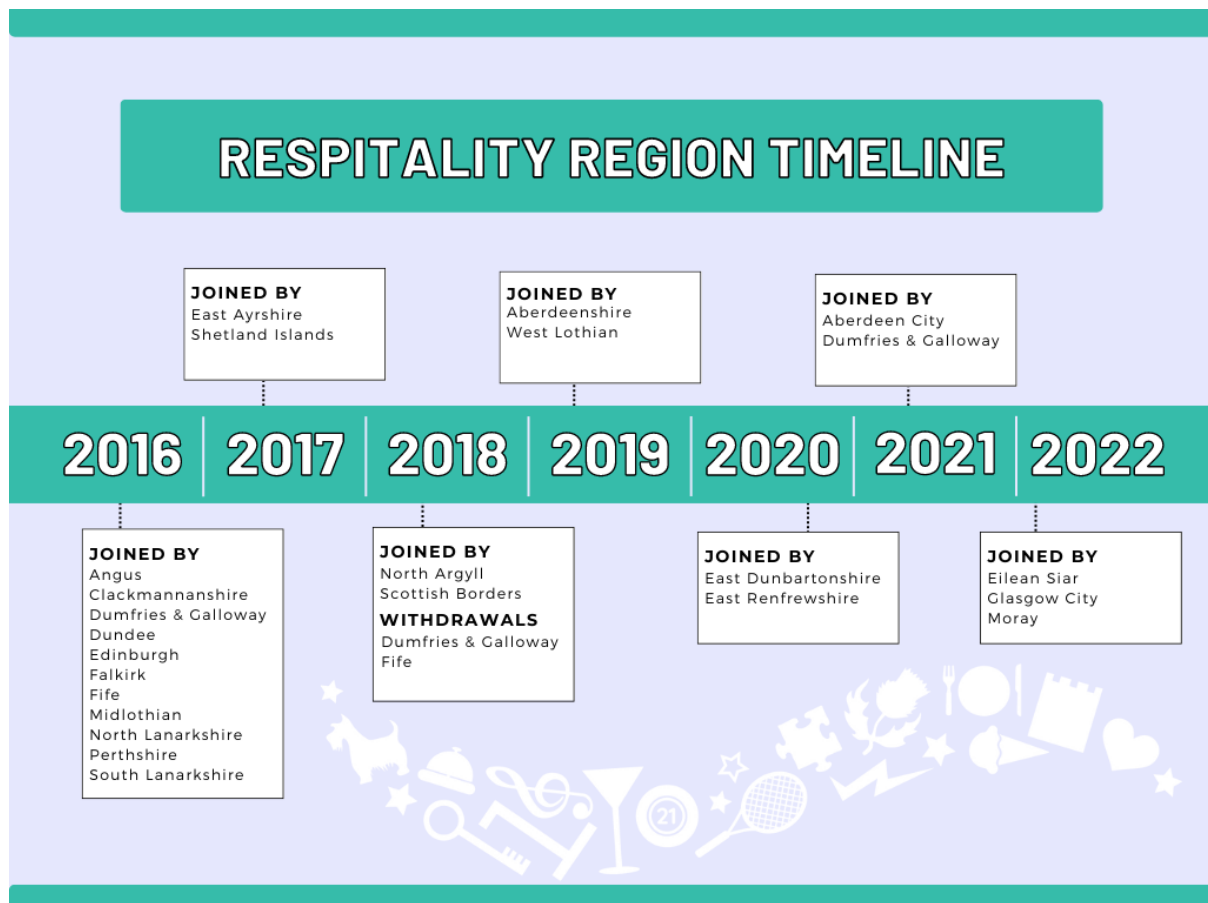 RESPITALITY REGION TIMELINE
JOINED BY
East Ayrshire
Shetland Islands
JOINED BY
Aberdeenshire
West Lothian
JOINED BY
Aberdeen City
Dumfries & Galloway
2016 2017 2018 2019 2020 2021 2022
JOINED BY
Angus
Clackmannanshire
Dumfries & Galloway
Dundee
Edinburgh
Falkirk
Fife
Midlothian
North Lanarkshire
Perthshire
South Lanarkshire
JOINED BY
North Argyll
Scottish Borders
WITHDRAWALS
Dumfries & Galloway
Fife
JOINED BY
East Dunbartonshire
East Renfrewshire
JOINED BY
Eilean Siar
Glasgow City
Moray
21